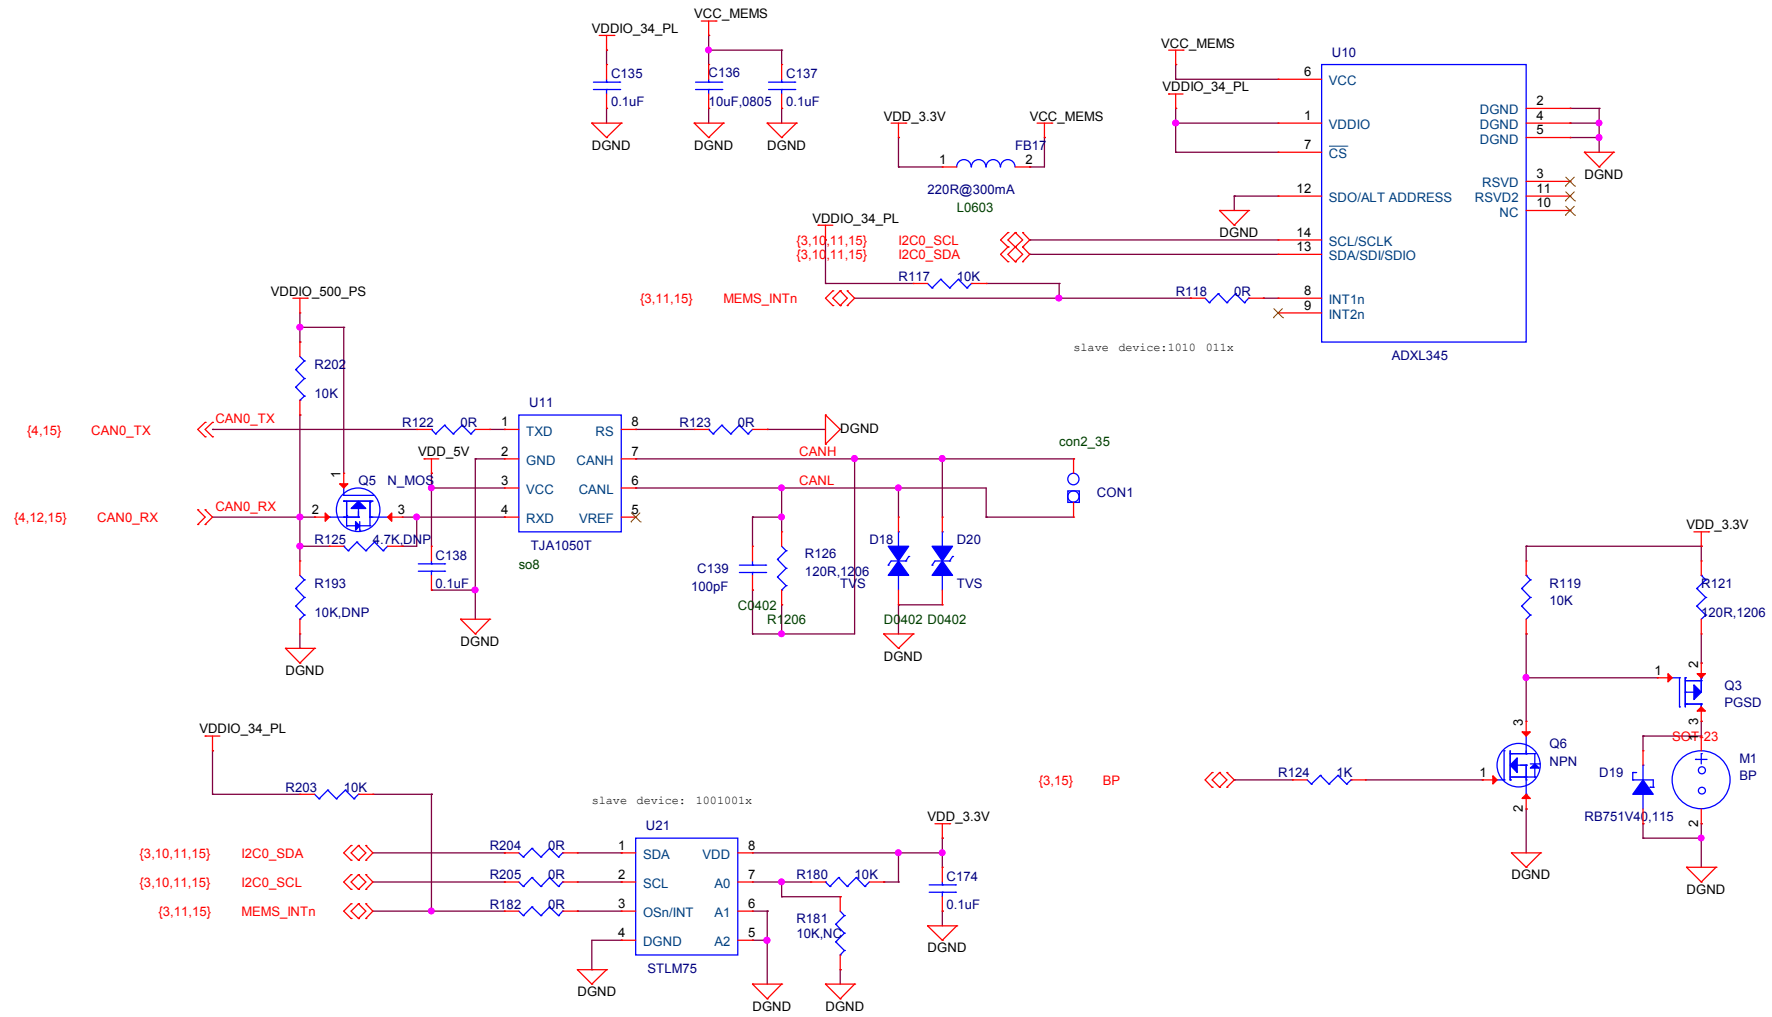 VDDIO_34_PL
C135
0.1uF
DGND
VCC_MEMS
C136
10uF,0805
DGND
C137
0.1uF
DGND
VDD_3.3V
VCC_MEMS
FB17
1
2
220R@300mA
L0603
VCC_MEMS
VDDIO_34_PL
U10
6
VCC
1
VDDIO
7
CS
12
SDO/ALT ADDRESS
14
SCL/SCLK
13
SDA/SDI/SDIO
8
INT1n
9
INT2n
DGND
2
DGND
4
DGND
5
RSVD
3
RSVD2
11
NC
10
DGND
DGND
ADXL345
VDDIO_34_PL
{3,10,11,15}
I2C0_SCL
{3,10,11,15}
I2C0_SDA
R117
10K
{3,11,15}
MEMS_INTn
R118
0R
slave device:1010 011x
VDDIO_500_PS
R202
10K
{4,15}
CAN0_TX
CAN0_TX
R122
0R
VDD_5V
{4,12,15}
CAN0_RX
CAN0_RX
1
Q5
N_MOS
2
3
R125
4.7K,DNP
R193
10K,DNP
DGND
C138
0.1uF
DGND
U11
1
TXD
2
GND
3
VCC
4
RXD
RS
8
CANH
7
CANL
6
VREF
5
TJA1050T
so8
R123
0R
DGND
CANH
CANL
con2_35
CON1
C139
100pF
C0402
R126
120R,1206
R1206
D18
TVS
D0402
D20
TVS
D0402
DGND
VDD_3.3V
R119
10K
R121
120R,1206
1
2
Q3
PGSD
3
SOT-23
{3,15}
BP
R124
1K
1
3
Q6
NPN
2
DGND
D19
RB751V40,115
1
M1
BP
2
DGND
VDDIO_34_PL
R203
10K
slave device: 1001001x
{3,10,11,15}
I2C0_SDA
R204
0R
{3,10,11,15}
I2C0_SCL
R205
0R
{3,11,15}
MEMS_INTn
R182
0R
U21
1
SDA
2
SCL
3
OSn/INT
4
DGND
VDD
8
A0
7
A1
6
A2
5
STLM75
DGND
R180
10K
R181
10K,NC
VDD_3.3V
C174
0.1uF
DGND
DGND
DGND